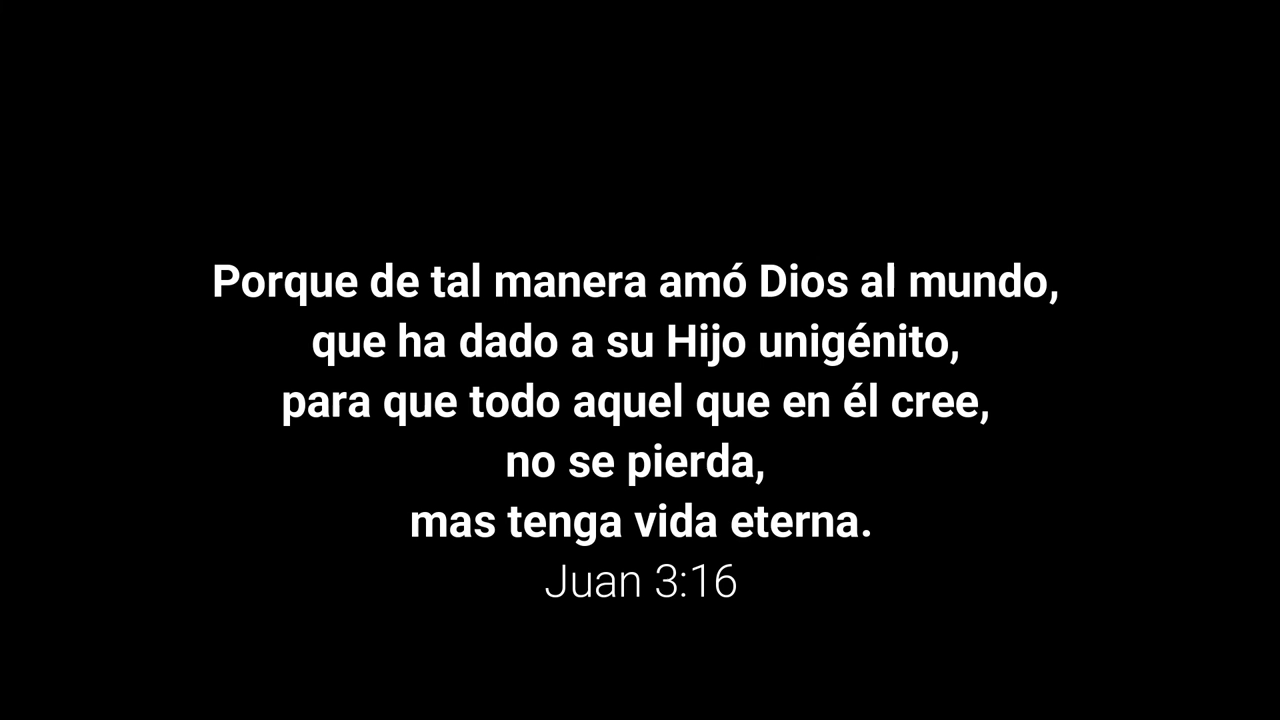 Porque de tal manera amó Dios al mundo,
que ha dado a su Hijo unigénito,
para que todo aquel que en él cree,
no se pierda,
mas tenga vida eterna.
Juan 3:16